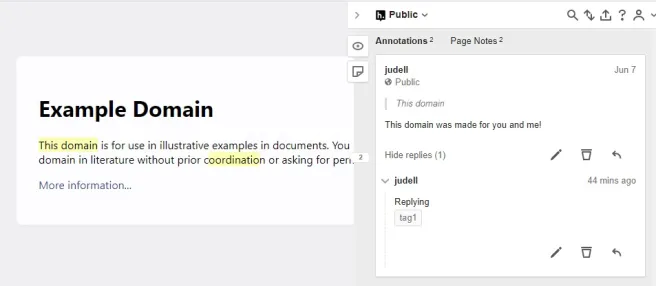 Public
Annotations 2 Page Notes 2
Example Domain
This domain is for use in illustrative examples in documents. You
domain in literature without prior coordination or asking for
More information...
2
judell Jun 7
Public
This domain
This domain was made for you and me!
Hide replies (1)
judell 44 mins ago
Replying
tag1